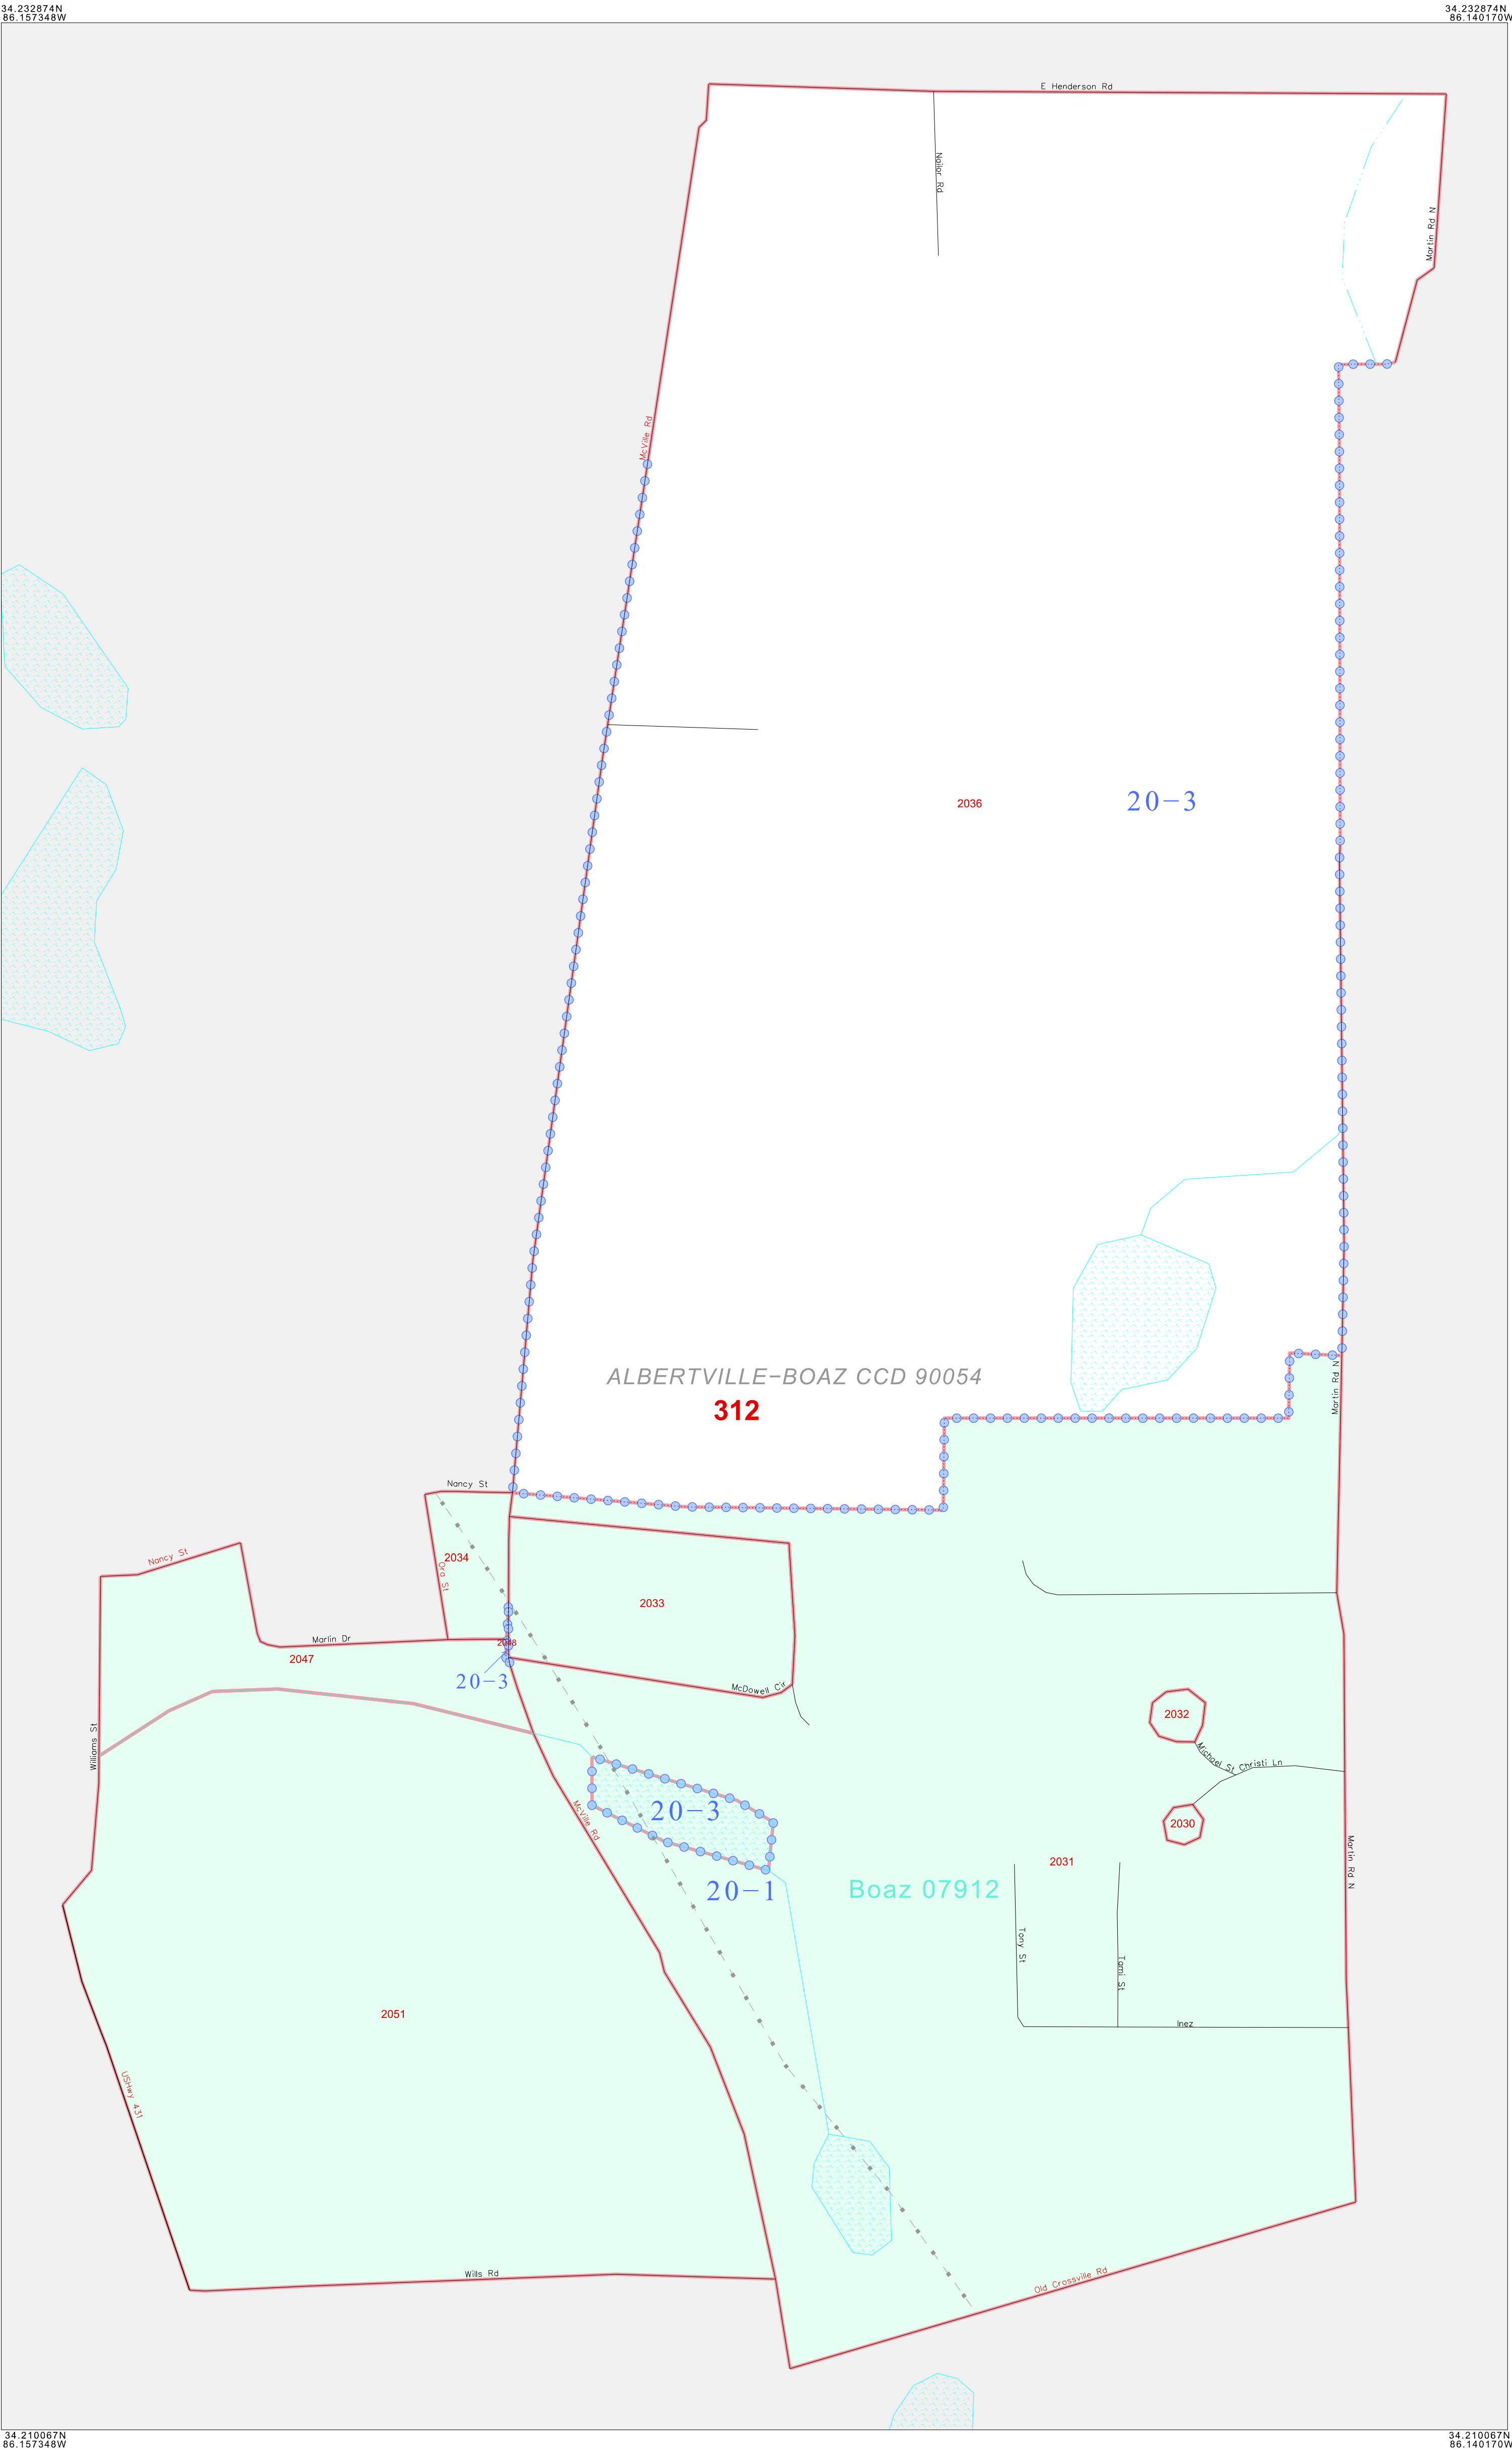 34.232874N
86.157348W
34.232874N
86.140170W
E Henderson Rd
Nailor Rd
Martin Rd N
McVille Rd
2036
20-3
ALBERTVILLE-BOAZ CCD 90054
312
Martin Rd N
Nancy St
2034
Ora St
Nancy St
2033
Marlin Dr
2048
2047
20-3
McDowell Cir
2032
Williams St
Michael St Christi Ln
20-3
McVille Rd
2030
2031
Martin Rd N
20-1
Boaz 07912
Tony St
Tami St
2051
Inez
USHwy 431
Wills Rd
Old Crossville Rd
34.210067N
86.157348W
34.210067N
86.140170W